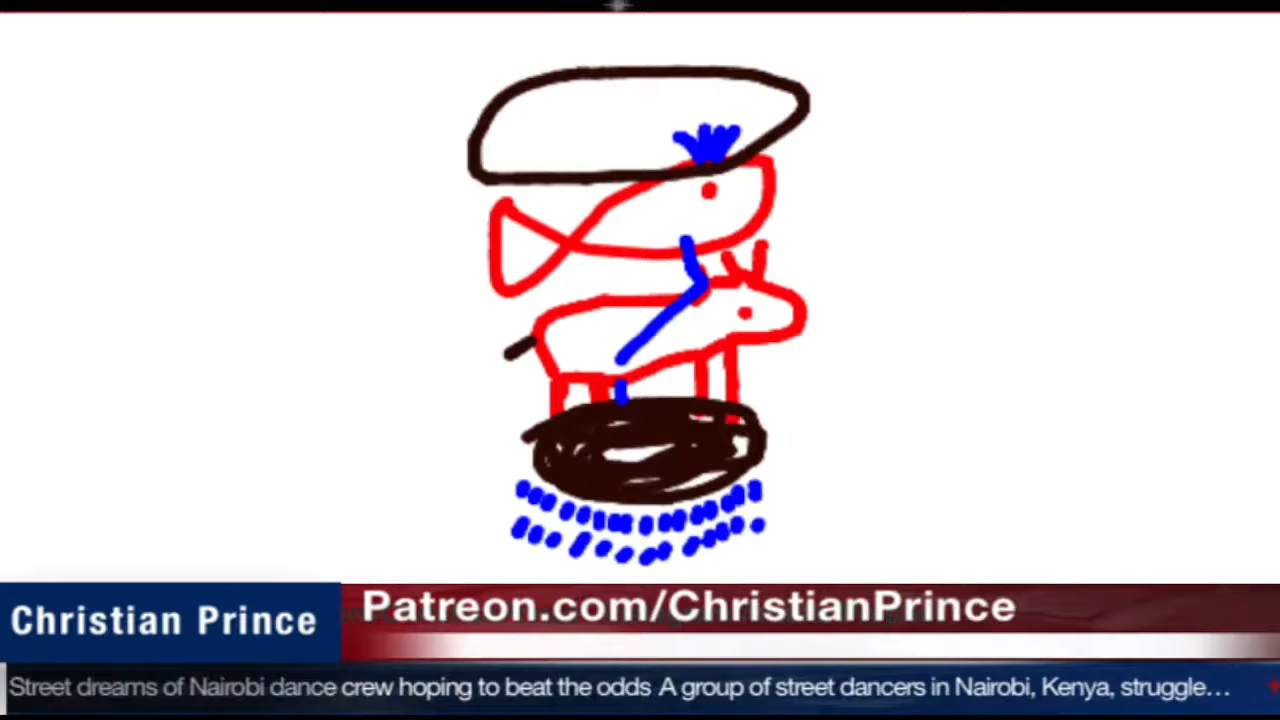 Christian Prince
Patreon.com/ChristianPrince
Street dreams of Nairobi dance crew hoping to beat the odds A group of street dancers in Nairobi, Kenya, struggle…